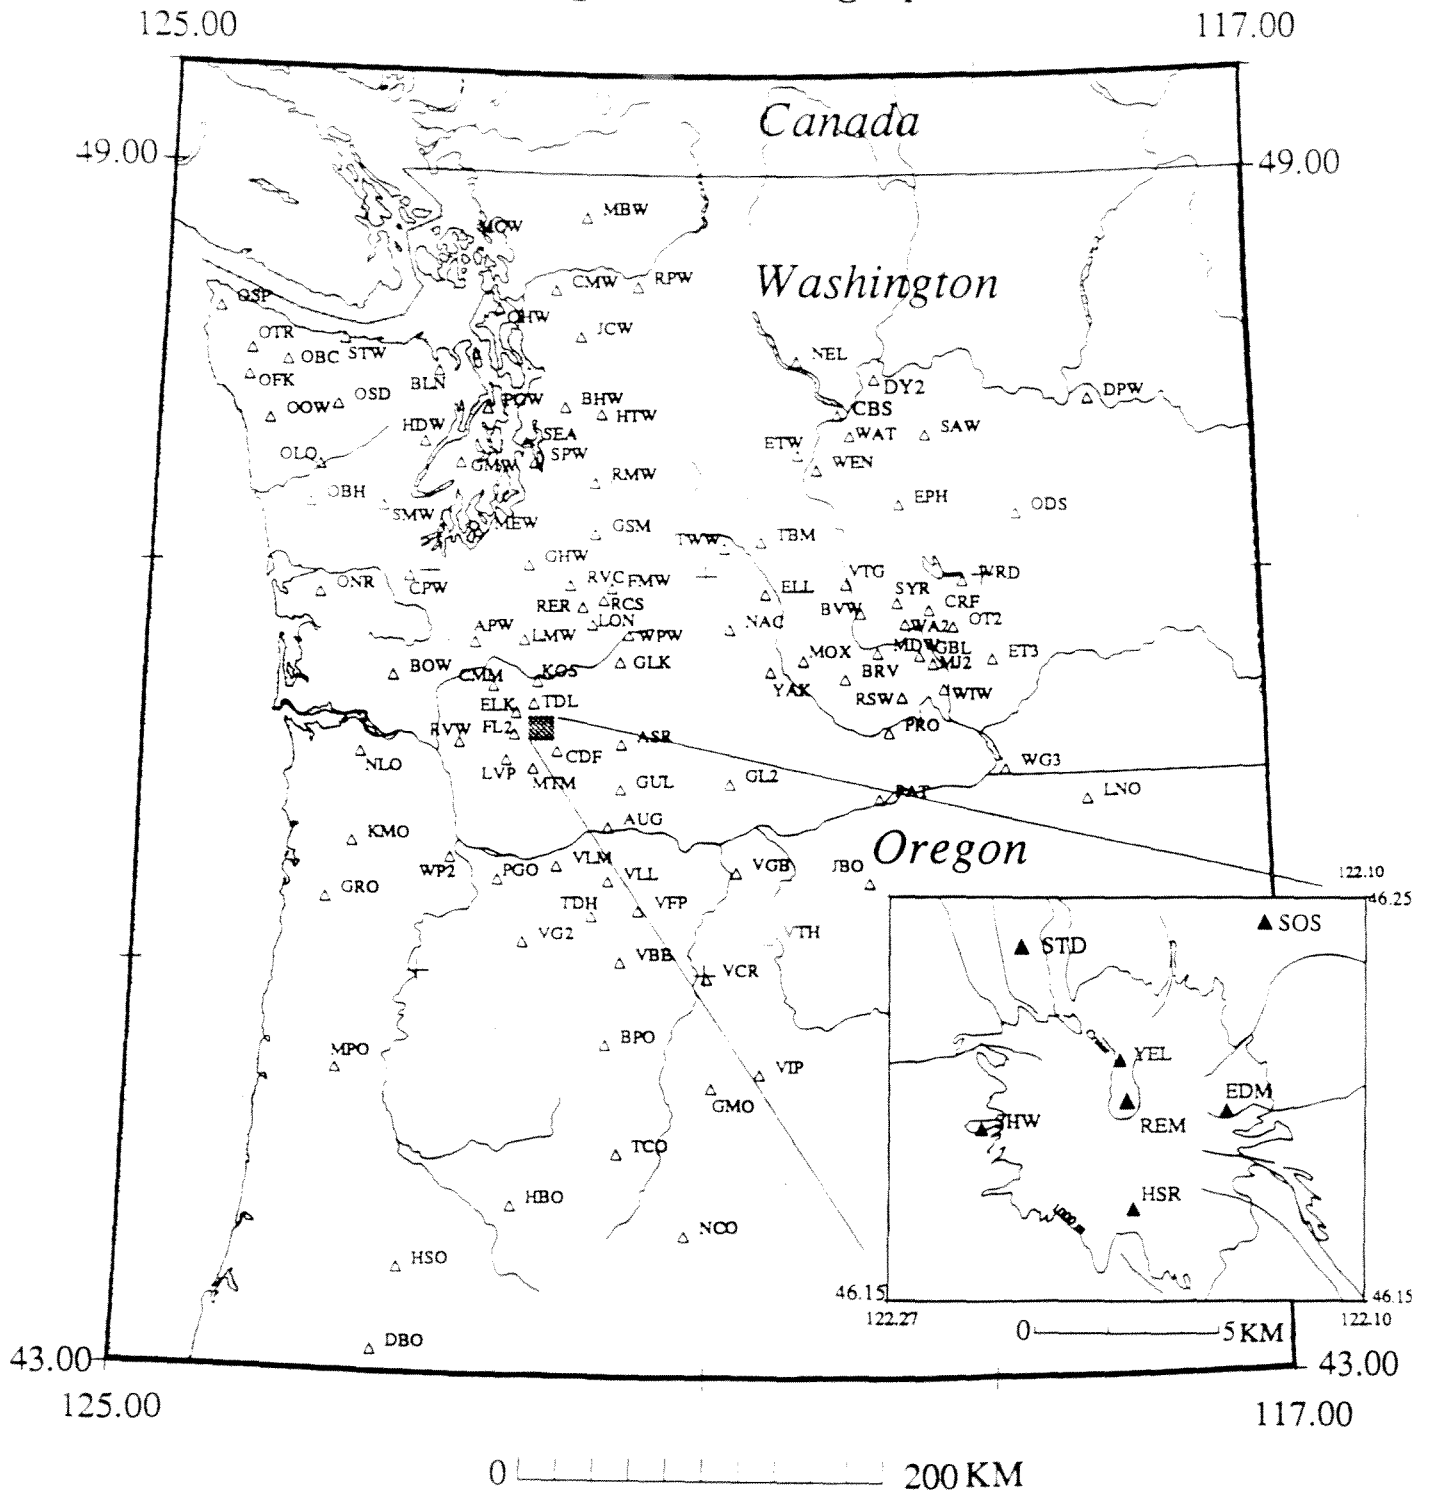 125.00 117.00
Canada
49.00 49.00
MBW
MCW
Washington
CMW RPW
OSP
OHW
OTR JCW
OBC STW NEL
OFK BLN DY2 DPW
OSD
OOW PGW BHW CBS
HTW
HDW SEA WAT SAW
ETW
OLQ GMW SPW WEN
RMW
OBH EPH ODS
SMW MEW
GSM TWW TBM
GHW
ONR CPW RVC FMW VTG WRD
ELL SYR
RER RCS BVW CRF
APW LMW LON WPW NAC WA2 OT2
MDW GBL
BOW GLK MOX MJ2 ET3
CMM KOS YAK BRV
ELK TDL RSW WIW
RVW FL2 ASR PRO
NLO CDF WG3
LVP MTM GUL GL2 PAT LNO
KMO AUG
Oregon
WP2 PGO VLM VLL VGB JBO 122.10
GRO 46.25
TDH VFP
VG2 VTH SOS
STD
VBB VCR
BPO YEL
MPO VIP
GMO EDM
SHW REM
TCO
HBO HSR
NCO
HSO
46.15 46.15
122.27 122.10
0 5 KM
DBO
43.00 43.00
125.00 117.00
0 200 KM